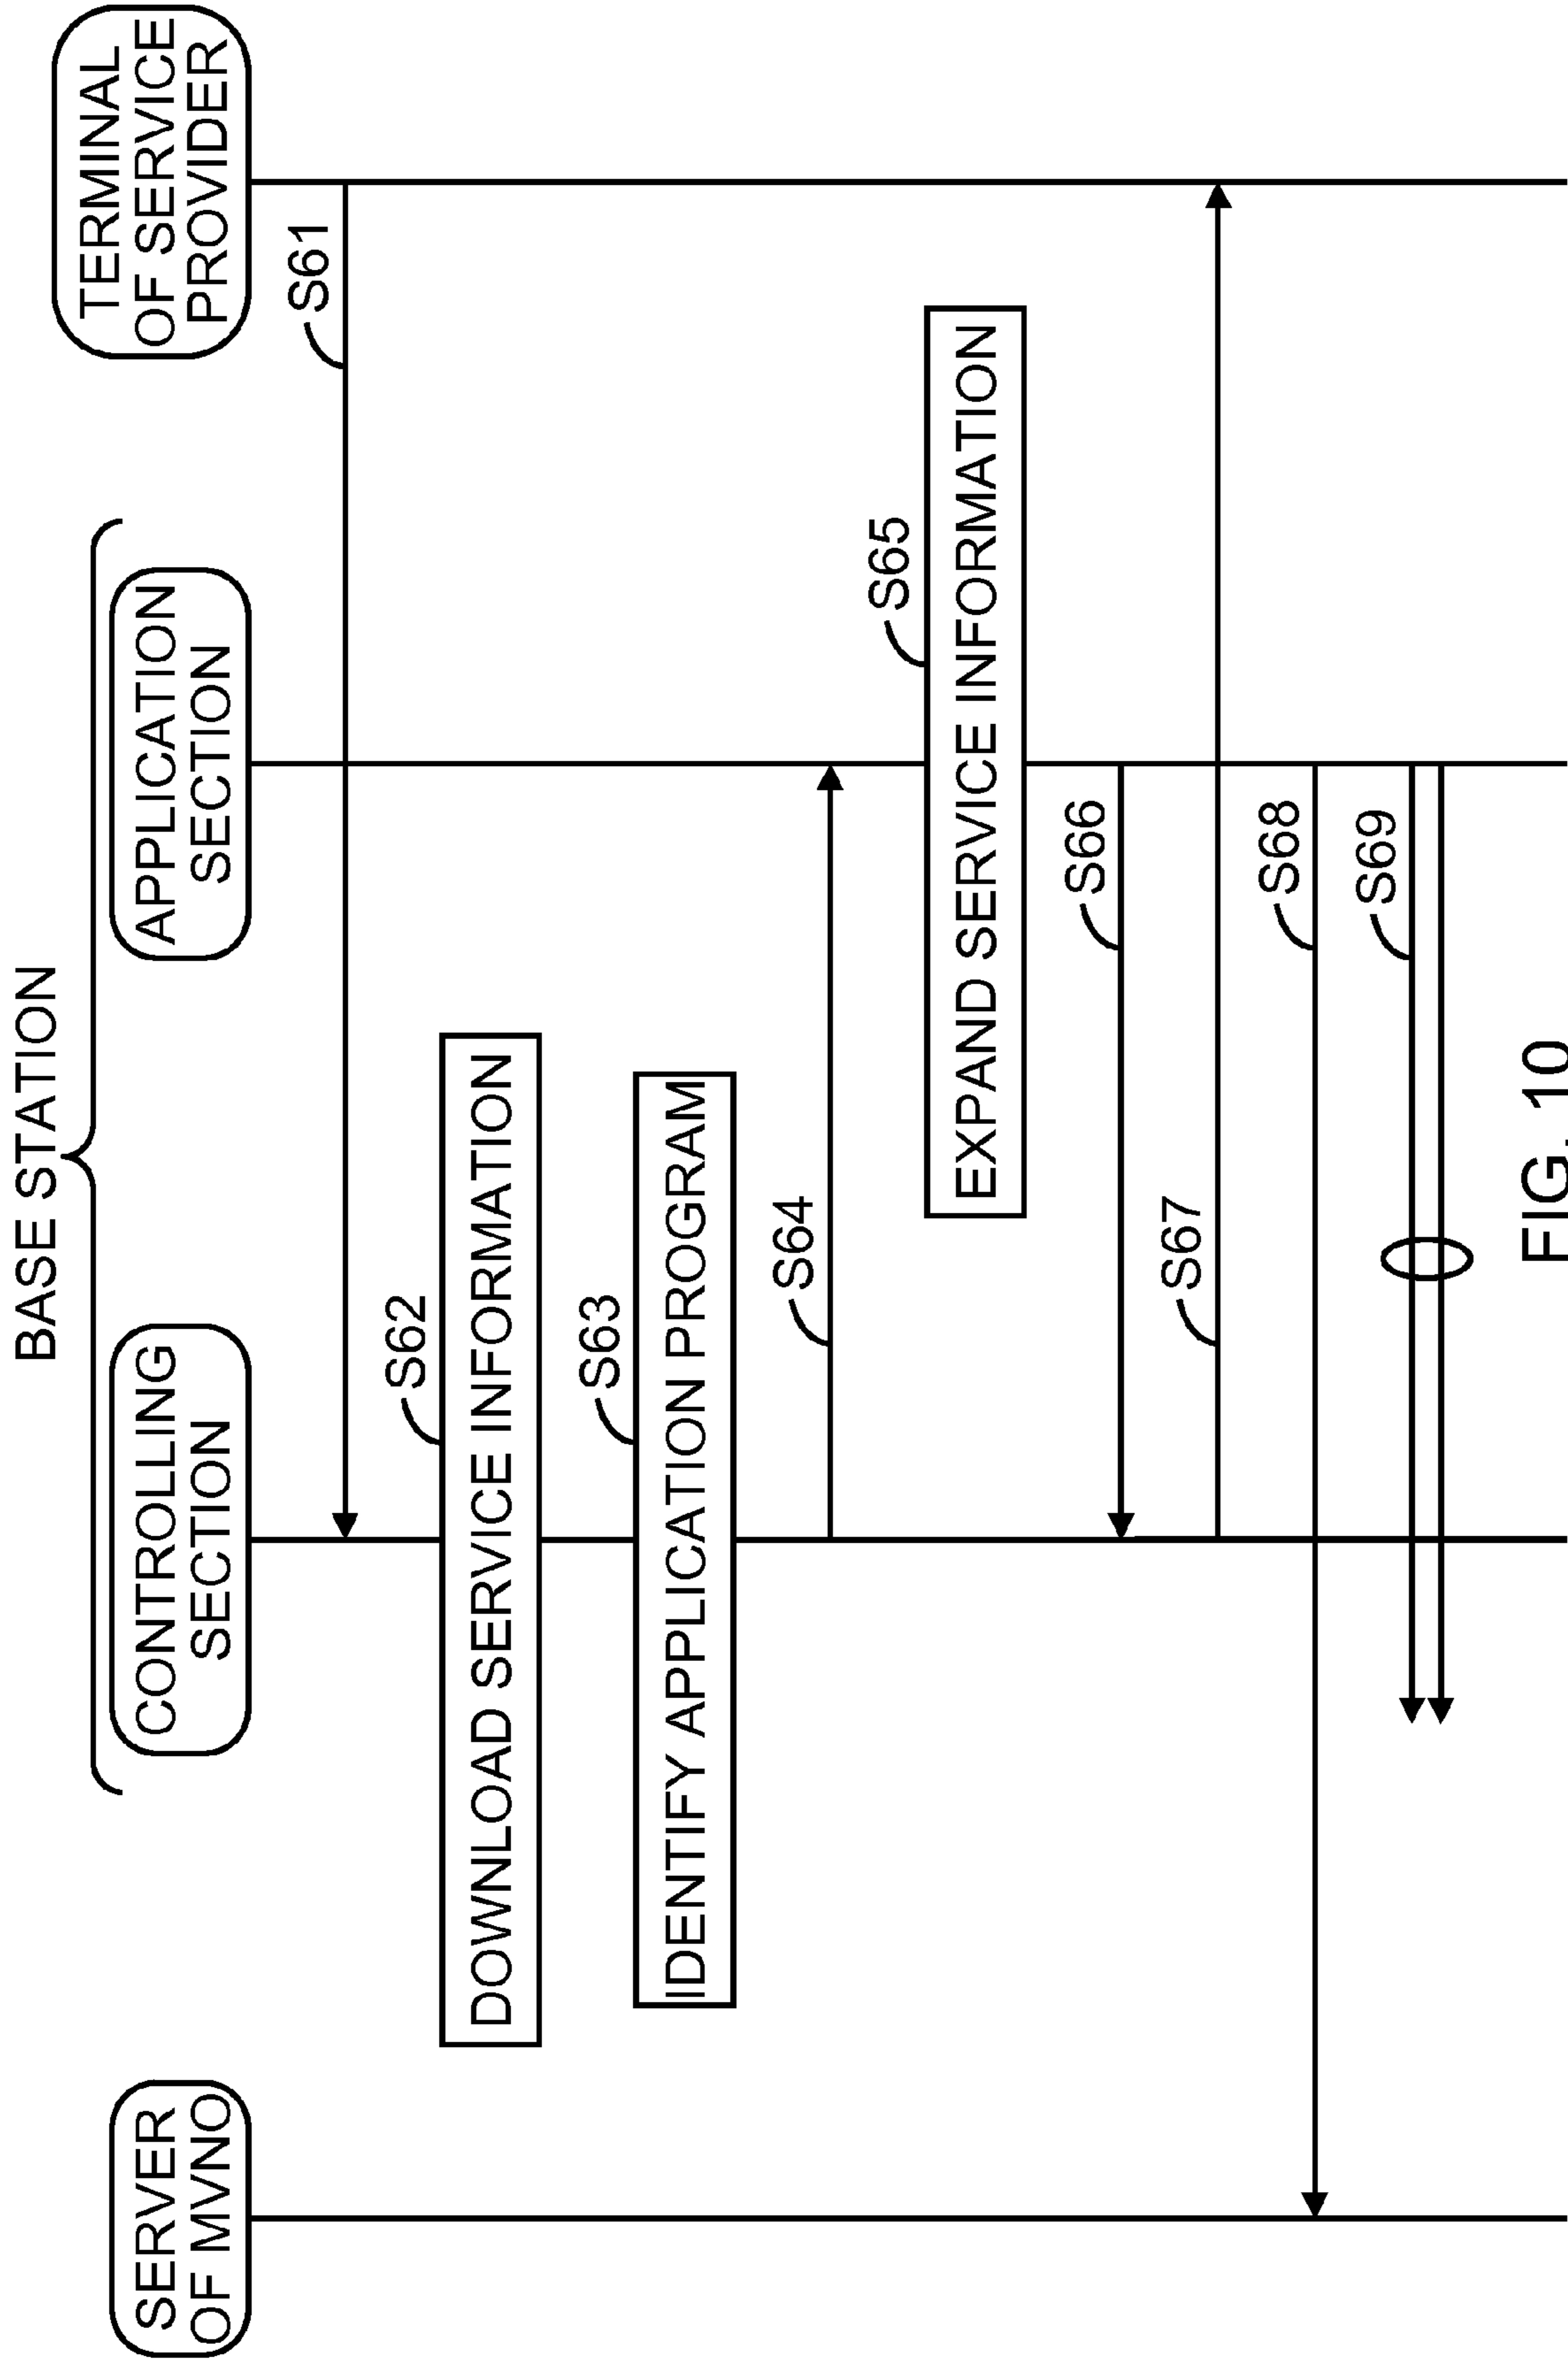 BASE STATION
SERVER
OF MVNO
CONTROLLING
SECTION
APPLICATION
SECTION
TERMINAL
OF SERVICE
PROVIDER
S61
S62
DOWNLOAD SERVICE INFORMATION
S63
IDENTIFY APPLICATION PROGRAM
S64
S65
EXPAND SERVICE INFORMATION
S66
S67
S68
S69
FIG. 10